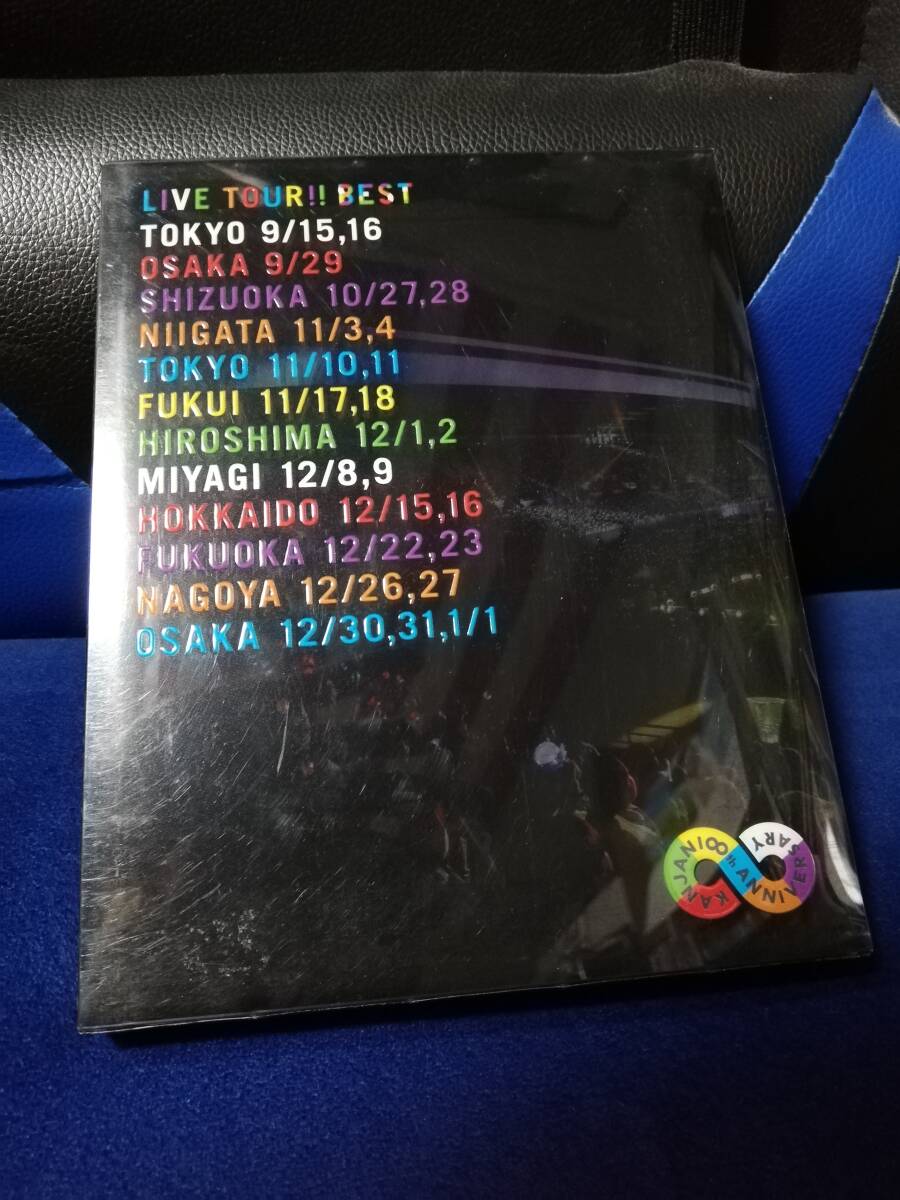 LIVE TOUR!! BEST
TOKYO 9/15,16
OSAKA 9/29
SHIZUOKA 10/27,28
NIIGATA 11/3,4
TOKYO 11/10,11
FUKUI 11/17,18
HIROSHIMA 12/1,2
MIYAGI 12/8,9
HOKKAIDO 12/15,16
FUKUOKA 12/22,23
NAGOYA 12/26,27
OSAKA 12/30,31,1/1
KANJANI8
th ANNIVERSARY